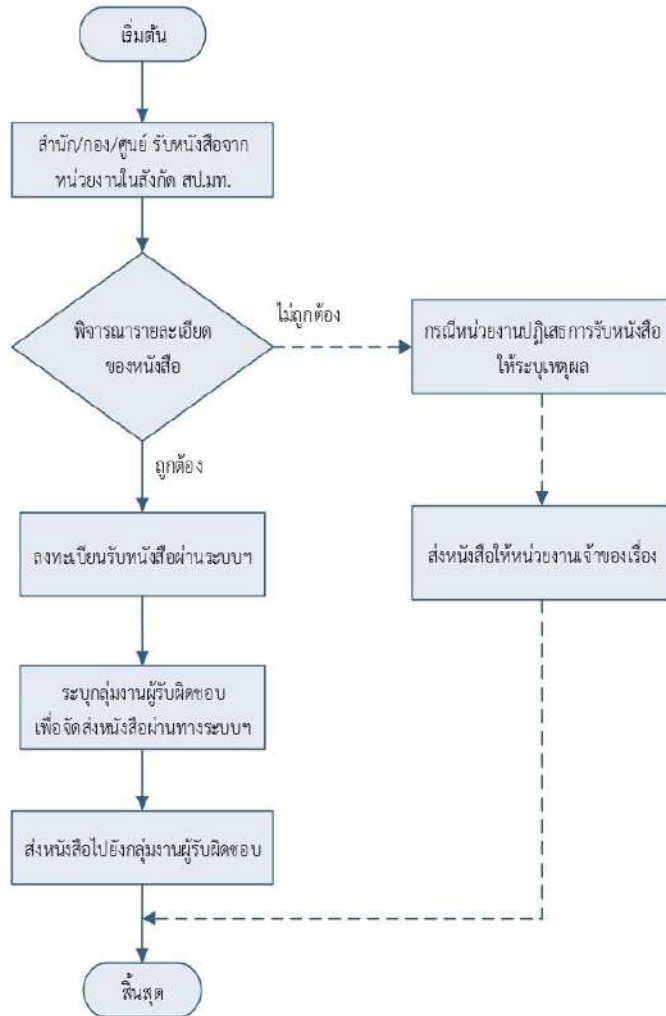 เริ่มต้น
สำนัก/กอง/ศูนย์ รับหนังสือจาก
หน่วยงานในสังกัด สป.มท.
พิจารณารายละเอียด
ของหนังสือ
ไม่ถูกต้อง
กรณีหน่วยงานปฏิเสธการรับหนังสือ
ให้ระบุเหตุผล
ถูกต้อง
ลงทะเบียนรับหนังสือผ่านระบบฯ
ส่งหนังสือให้หน่วยงานเจ้าของเรื่อง
ระบุกลุ่มงานผู้รับผิดชอบ
เพื่อจัดส่งหนังสือผ่านทางระบบฯ
ส่งหนังสือไปยังกลุ่มงานผู้รับผิดชอบ
สิ้นสุด